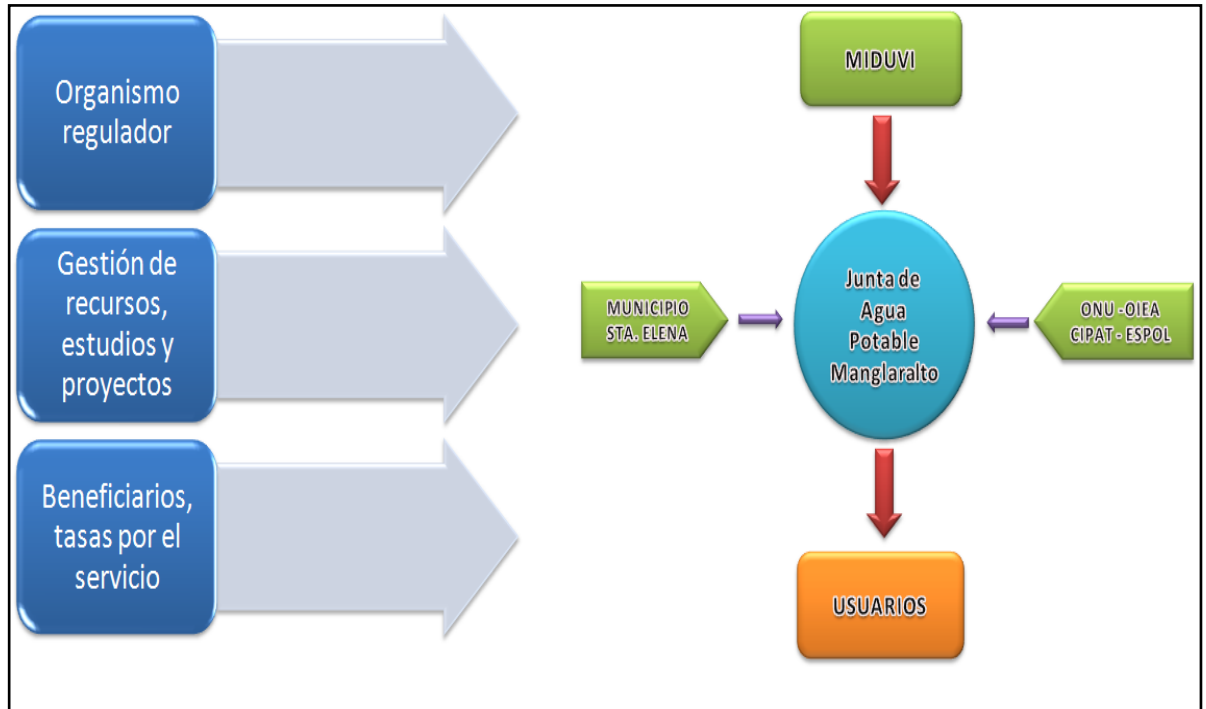 Organismo
regulador
MIDUVI
Gestión de
recursos,
estudios y
proyectos
MUNICIPIO
STA. ELENA
Junta de
Agua
Potable
Manglaralto
ONU -OIEA
CIPAT - ESPOL
Beneficiarios,
tasas por el
servicio
USUARIOS